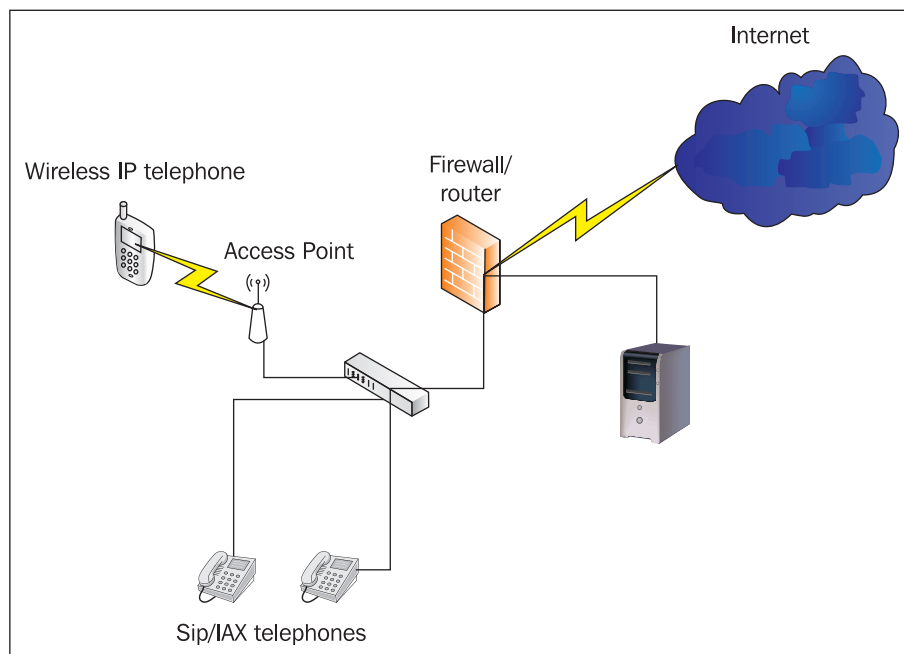 Internet
Wireless IP telephone
Firewall/
router
Access Point
Sip/IAX telephones